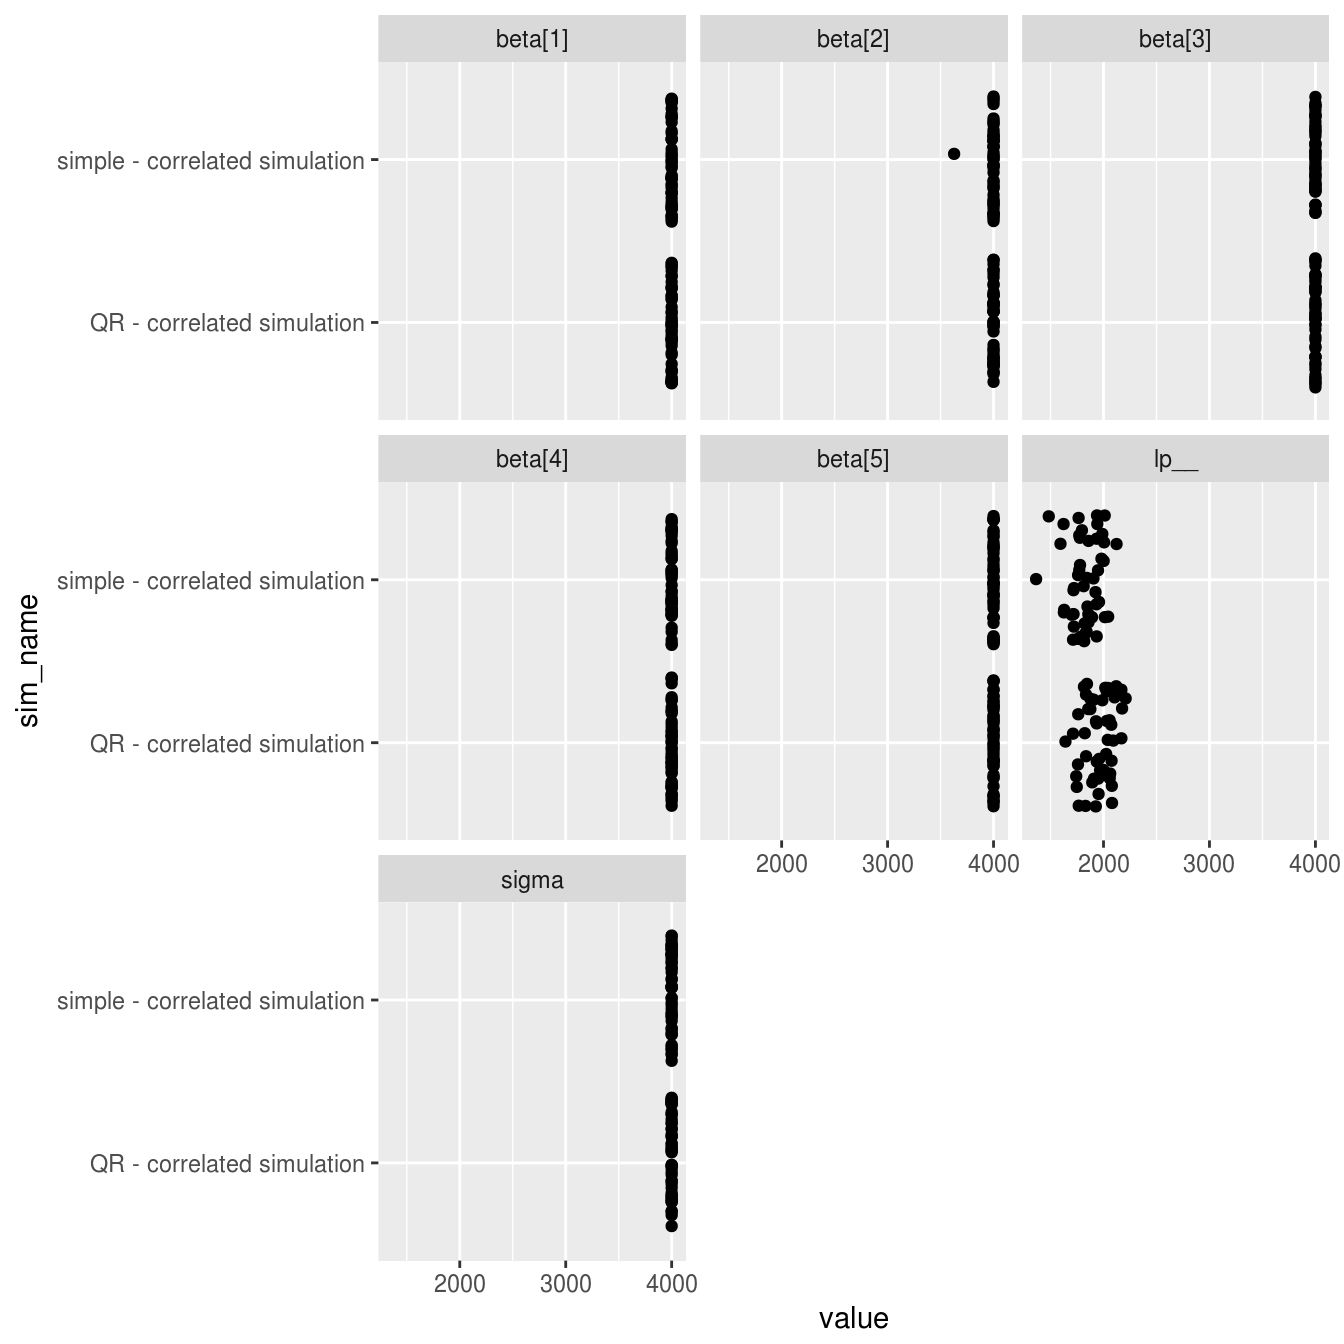 beta[1] beta[2] beta[3]
simple - correlated simulation
QR - correlated simulation
beta[4] beta[5] lp__
simple - correlated simulation
QR - correlated simulation
2000 3000 4000 2000 3000 4000
sigma
simple - correlated simulation
QR - correlated simulation
2000 3000 4000
value
sim_name